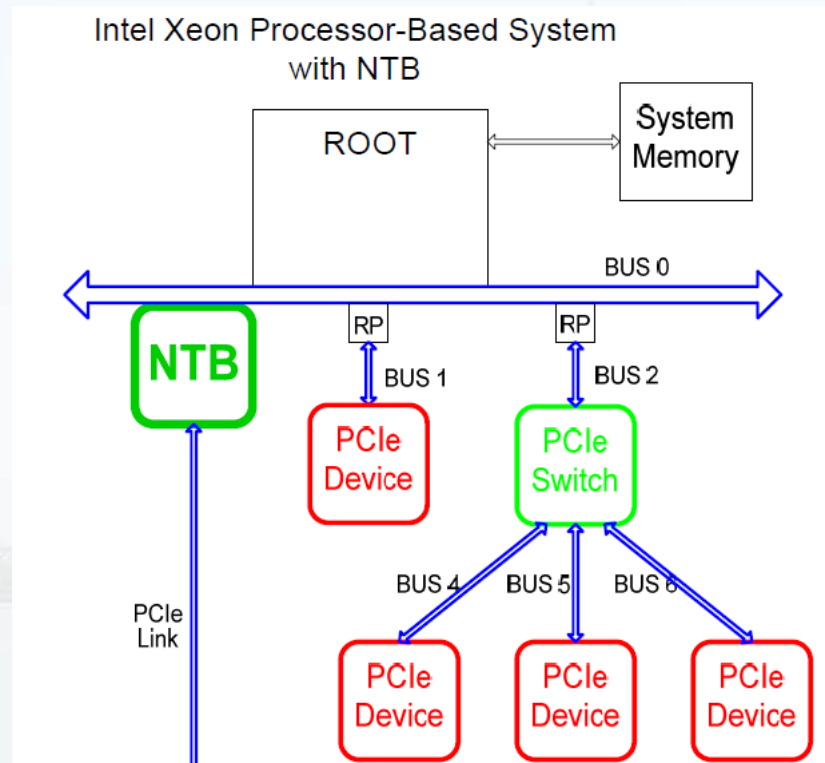 Intel Xeon Processor-Based System
with NTB
ROOT
System
Memory
BUS 0
NTB
RP
RP
BUS 1
BUS 2
PCIe
Device
PCIe
Switch
BUS 4
BUS 5
BUS 6
PCIe
Link
PCIe
Device
PCIe
Device
PCIe
Device